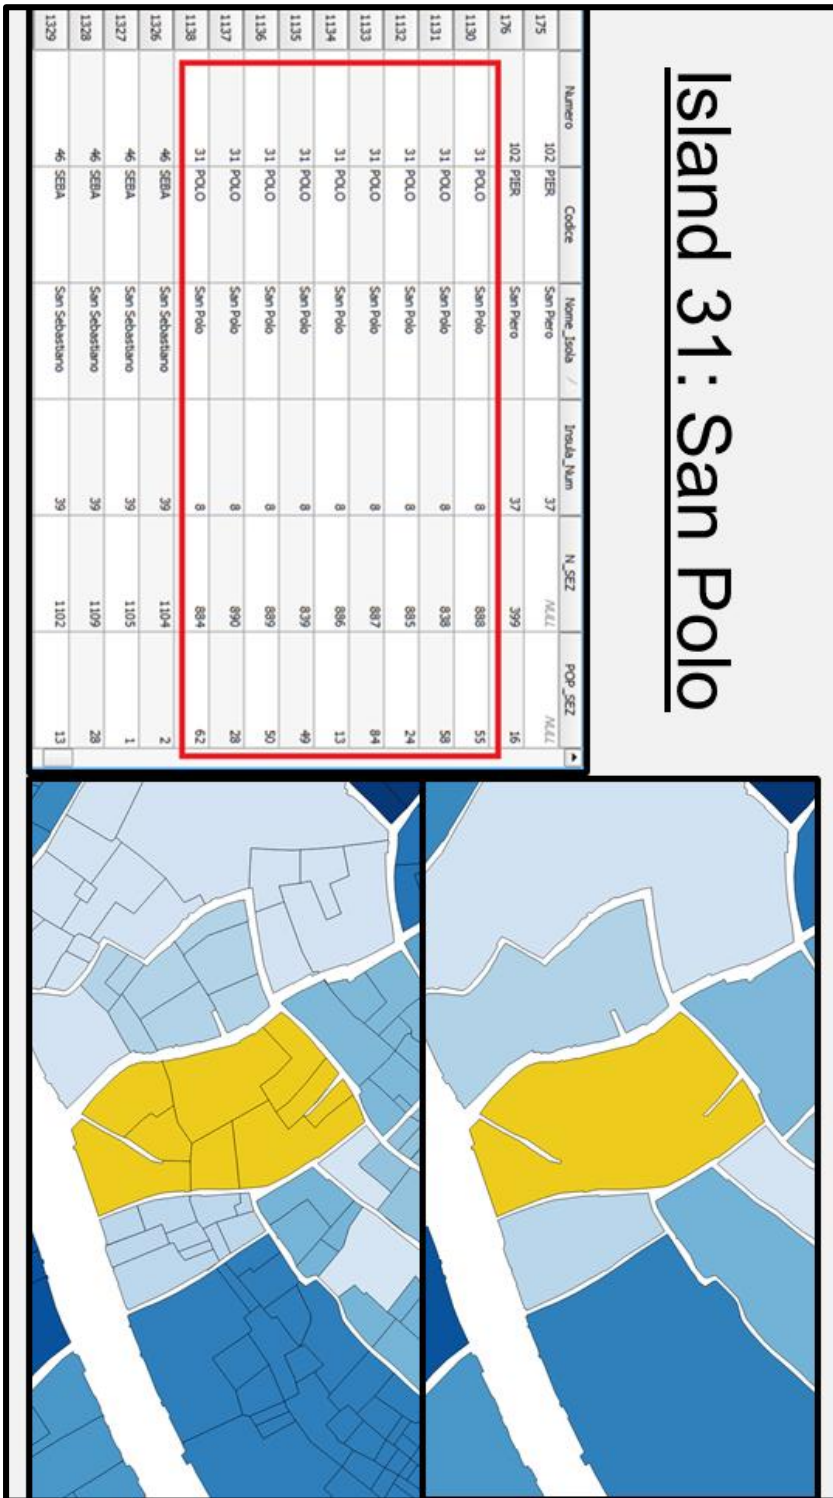 Island 31: San Polo
Numero Codice Nome_Isola / Insula_Num N_SEZ POP_SEZ
175 102 PIER San Piero 37 NULL NULL
176 102 PIER San Piero 37 399 16
1130 31 POLO San Polo 8 888 55
1131 31 POLO San Polo 8 838 58
1132 31 POLO San Polo 8 885 24
1133 31 POLO San Polo 8 887 84
1134 31 POLO San Polo 8 886 13
1135 31 POLO San Polo 8 839 49
1136 31 POLO San Polo 8 889 50
1137 31 POLO San Polo 8 890 28
1138 31 POLO San Polo 8 884 62
1326 46 SEBA San Sebastiano 39 1104 2
1327 46 SEBA San Sebastiano 39 1105 1
1328 46 SEBA San Sebastiano 39 1109 28
1329 46 SEBA San Sebastiano 39 1102 13